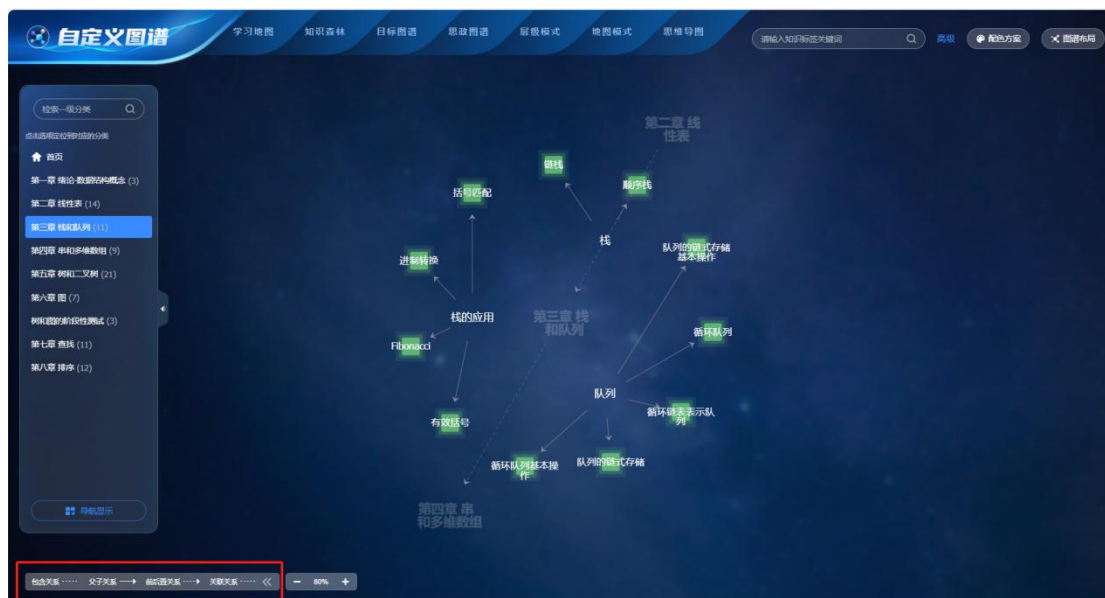 自定义图谱
学习地图 知识森林 目标图谱 思政图谱 层级模式 地图模式 思维导图
请输入知识标签关键词
高级
配色方案
图谱布局
检索一级分类
点击选项定位到对应的分类
首页
第一章 绪论-数据结构概念 (3)
第二章 线性表 (14)
第三章 栈和队列 (11)
第四章 串和多维数组 (9)
第五章 树和二叉树 (21)
第六章 图 (7)
树和图的阶段性测试 (3)
第七章 查找 (11)
第八章 排序 (12)
导航显示
第二章 线
性表
链栈
顺序栈
括号匹配
栈
队列的链式存储
基本操作
进制转换
栈的应用
第三章 栈
和队列
循环队列
Fibonacci
队列
循环链表表示队
列
有效括号
循环队列基本操
作
队列的链式存储
第四章 串
和多维数组
包含关系 父子关系 前后置关系 关联关系
80%